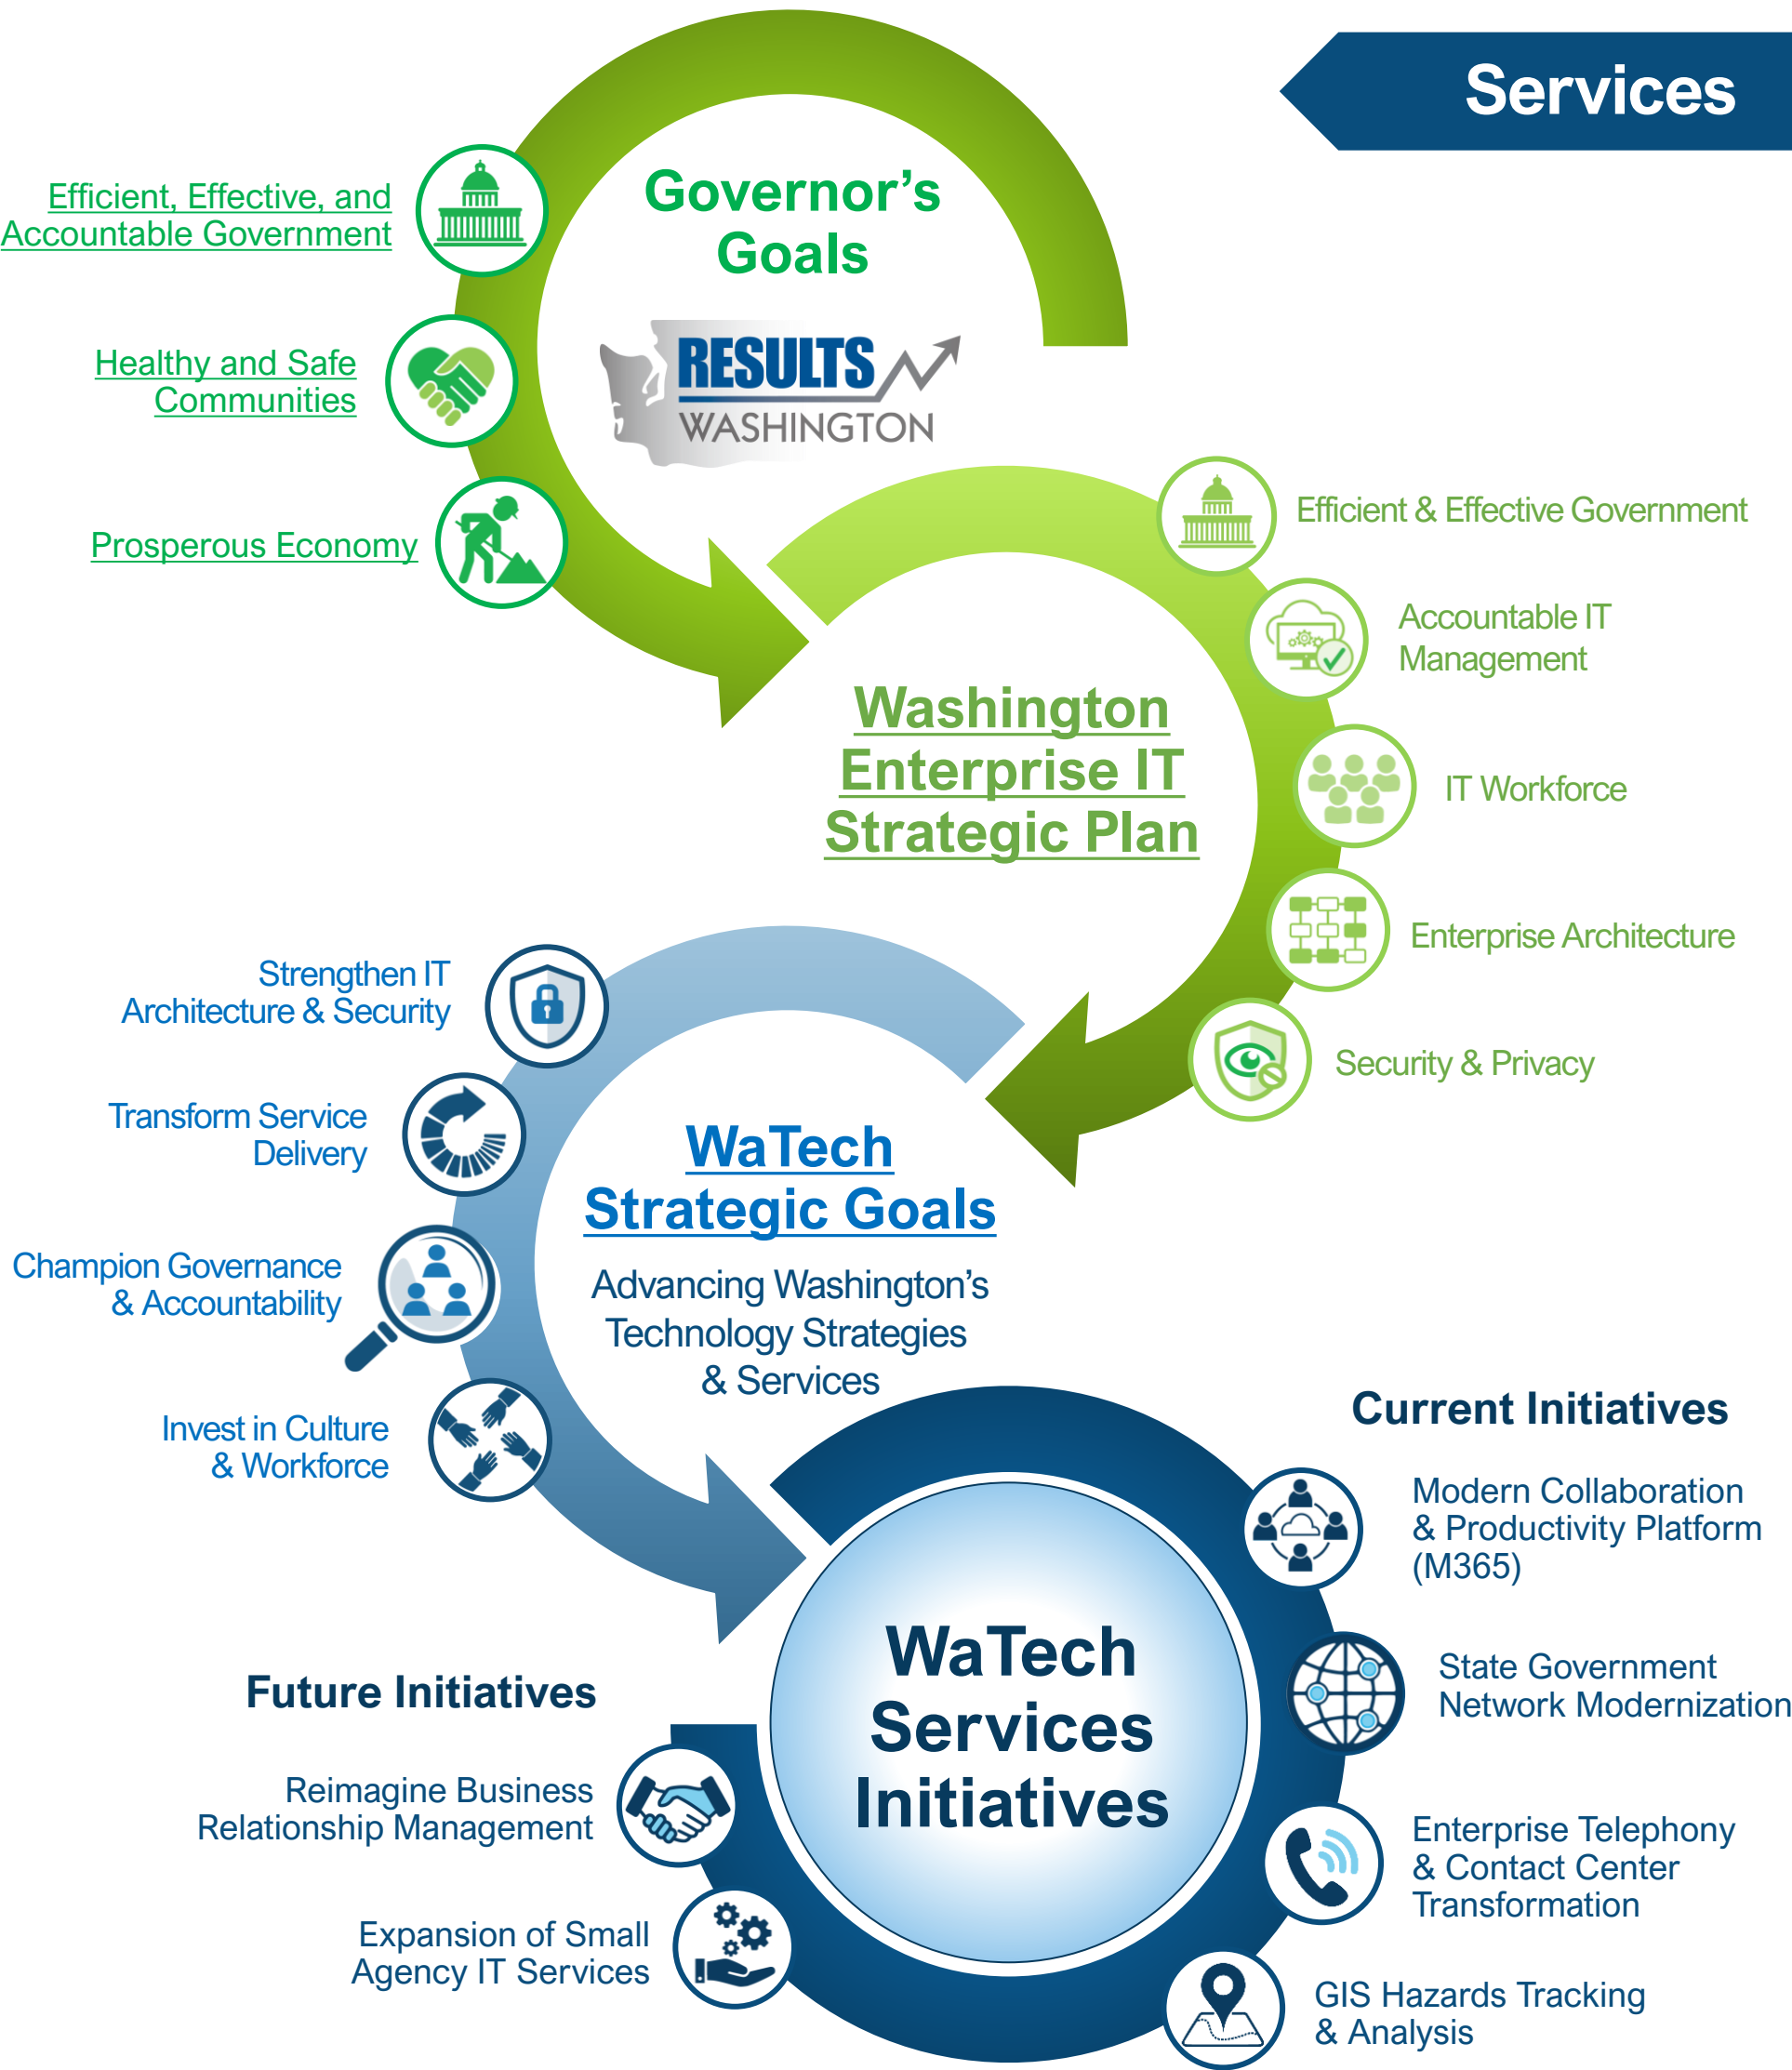 Services
Governor’s
Goals
RESULTS
WASHINGTON
Efficient, Effective, and
Accountable Government
Healthy and Safe
Communities
Prosperous Economy
Washington
Enterprise IT
Strategic Plan
Efficient & Effective Government
Accountable IT
Management
IT Workforce
Enterprise Architecture
Security & Privacy
WaTech
Strategic Goals
Advancing Washington’s
Technology Strategies
& Services
Strengthen IT
Architecture & Security
Transform Service
Delivery
Champion Governance
& Accountability
Invest in Culture
& Workforce
WaTech
Services
Initiatives
Current Initiatives
Modern Collaboration
& Productivity Platform
(M365)
State Government
Network Modernization
Enterprise Telephony
& Contact Center
Transformation
GIS Hazards Tracking
& Analysis
Future Initiatives
Reimagine Business
Relationship Management
Expansion of Small
Agency IT Services